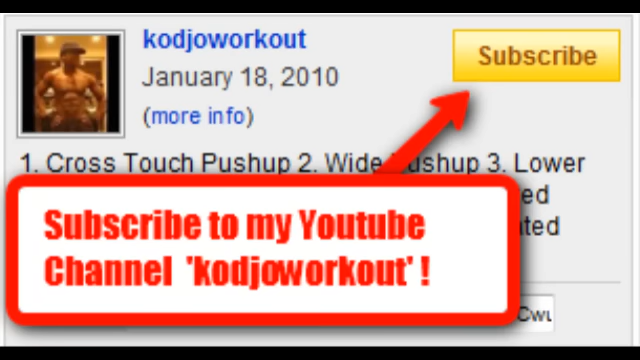 kodjoworkout
January 18, 2010
Subscribe
(more info)
1. Cross Touch Pushup 2. Wide Pushup 3. Lower
Subscribe to my Youtube
Channel 'kodjoworkout' !